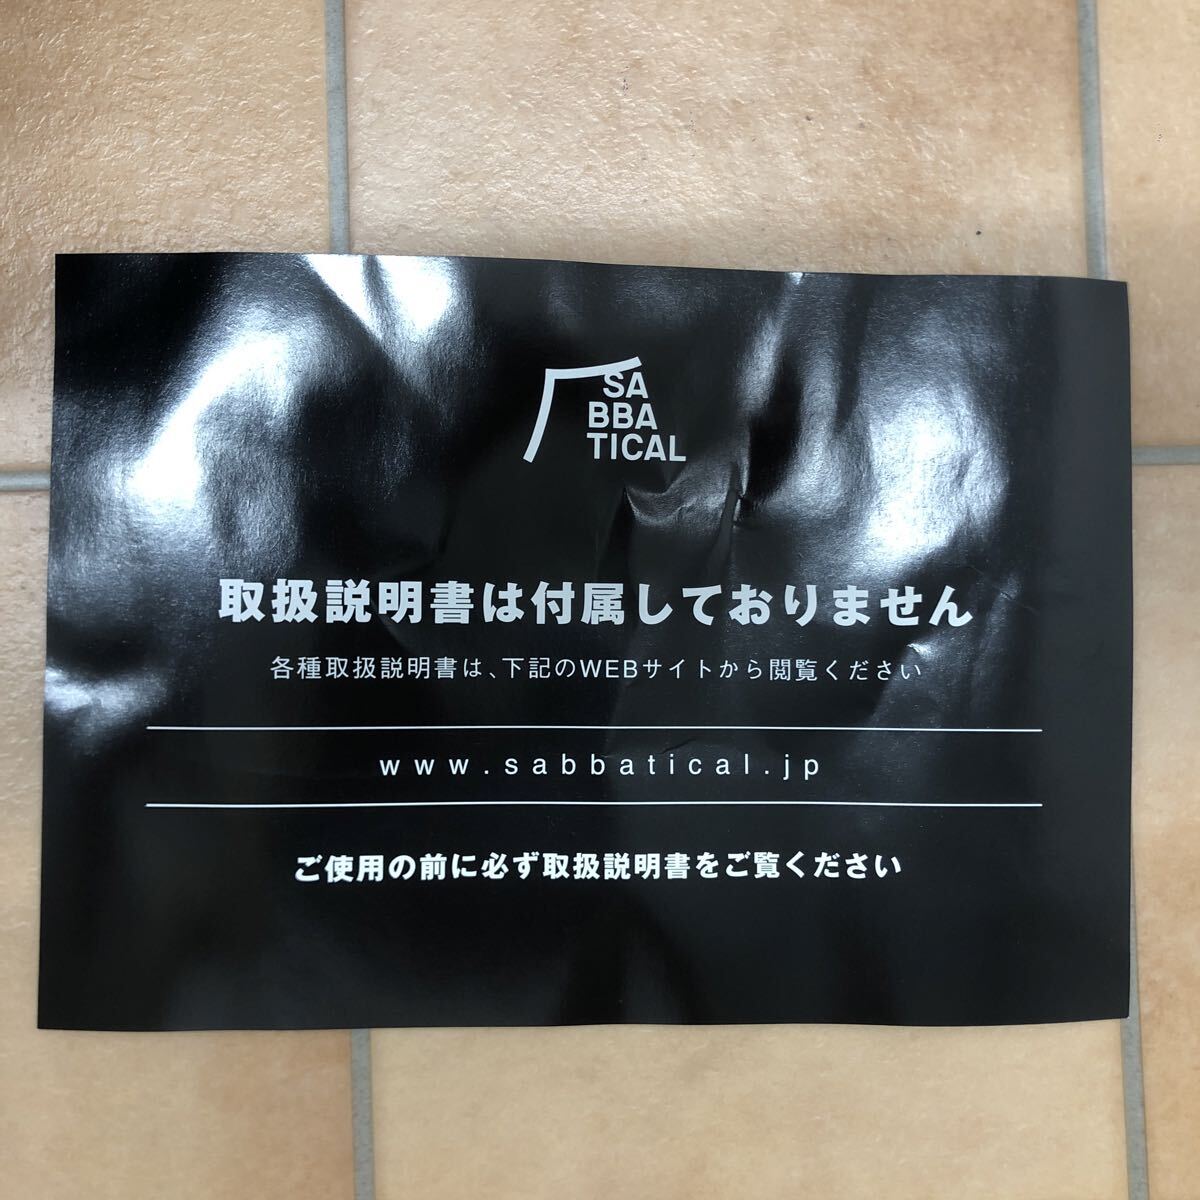 SA
BBA
TICAL
取扱説明書は付属しておりません
各種取扱説明書は、下記のWEBサイトから閲覧ください
www.sabbatical.jp
ご使用の前に必ず取扱説明書をご覧ください